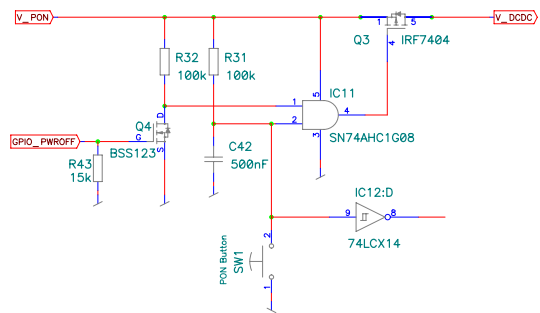 V_PON
V_DCDC
1
5
Q3
4
IRF7404
R32
100k
R31
100k
IC11
5
1
4
2
3
SN74AHC1G08
Q4
D
G
S
BSS123
GPIO_PWROFF
R43
15k
C42
500nF
IC12:D
9
8
74LCX14
2
PON Button
SW1
1